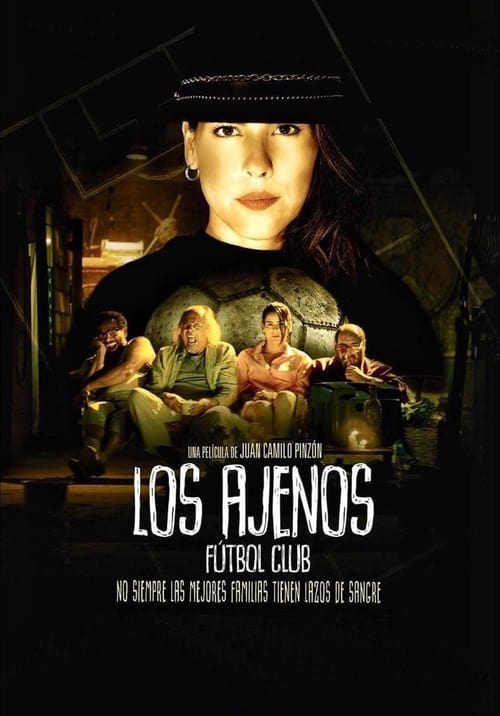 UNA PELÍCULA DE JUAN CAMILO PINZÓN
LOS AJENOS
FÚTBOL CLUB
NO SIEMPRE LAS MEJORES FAMILIAS TIENEN LAZOS DE SANGRE